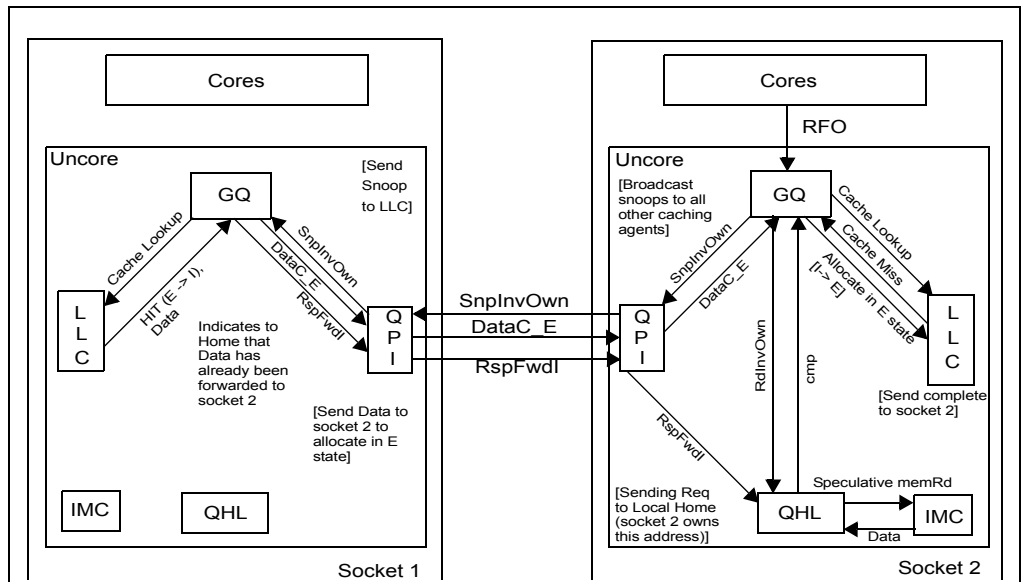 Cores
Uncore
GQ
[Send
Snoop
to LLC]
Cache Lookup
HIT (E -> I),
Data
SnpInvOwn
DataC_E
RspFwdI
L
L
C
Indicates to
Home that
Data has
already been
forwarded to
socket 2
Q
P
I
[Send Data to
socket 2 to
allocate in E
state]
IMC
QHL
Socket 1
SnpInvOwn
DataC_E
RspFwdI
Cores
RFO
Uncore
[Broadcast
snoops to all
other caching
agents]
GQ
SnpInvOwn
DataC_E
Cache Lookup
Cache Miss
Allocate in E state
[I-> E]
Q
P
I
L
L
C
RdInvOwn
cmp
[Send complete
to socket 2]
RspFwdI
[Sending Req
to Local Home
(socket 2 owns
this address)]
Speculative memRd
QHL
IMC
Data
Socket 2